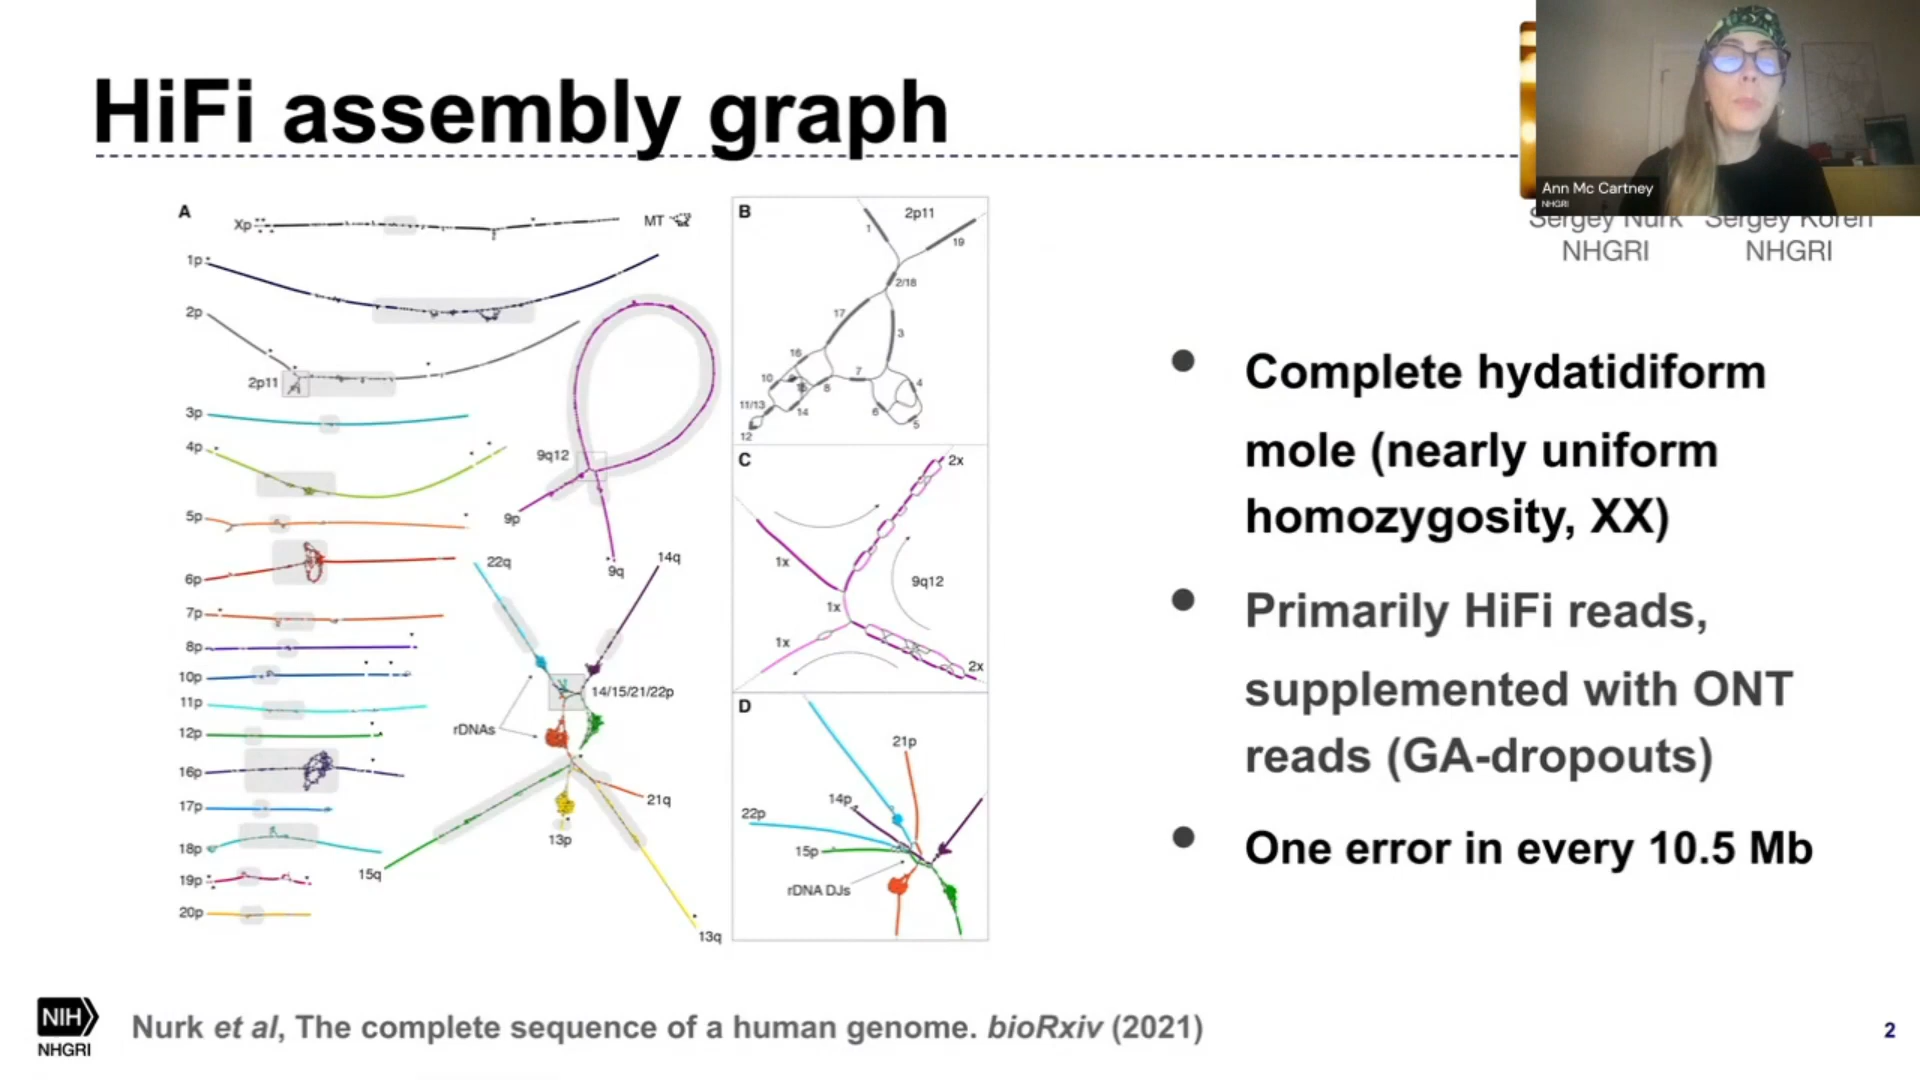 HiFi assembly graph
Ann Mc Cartney
NHGRI
Sergey Nurk Sergey Koren
NHGRI NHGRI
A
Xp
MT
1p
2p
2p11
3p
4p
5p
6p
7p
8p
10p
11p
12p
16p
17p
18p
19p
20p
9q12
9p
9q
22q
14q
14/15/21/22p
rDNAs
21q
13p
15q
13q
B
2p11
1
19
2/18
17
3
16
10
15
8
7
4
11/13
14
6
5
12
C
2x
1x
9q12
1x
1x
2x
D
21p
14p
22p
15p
rDNA DJs
Complete hydatidiform
mole (nearly uniform
homozygosity, XX)
Primarily HiFi reads,
supplemented with ONT
reads (GA-dropouts)
One error in every 10.5 Mb
NIH
NHGRI
Nurk et al, The complete sequence of a human genome. bioRxiv (2021)
2